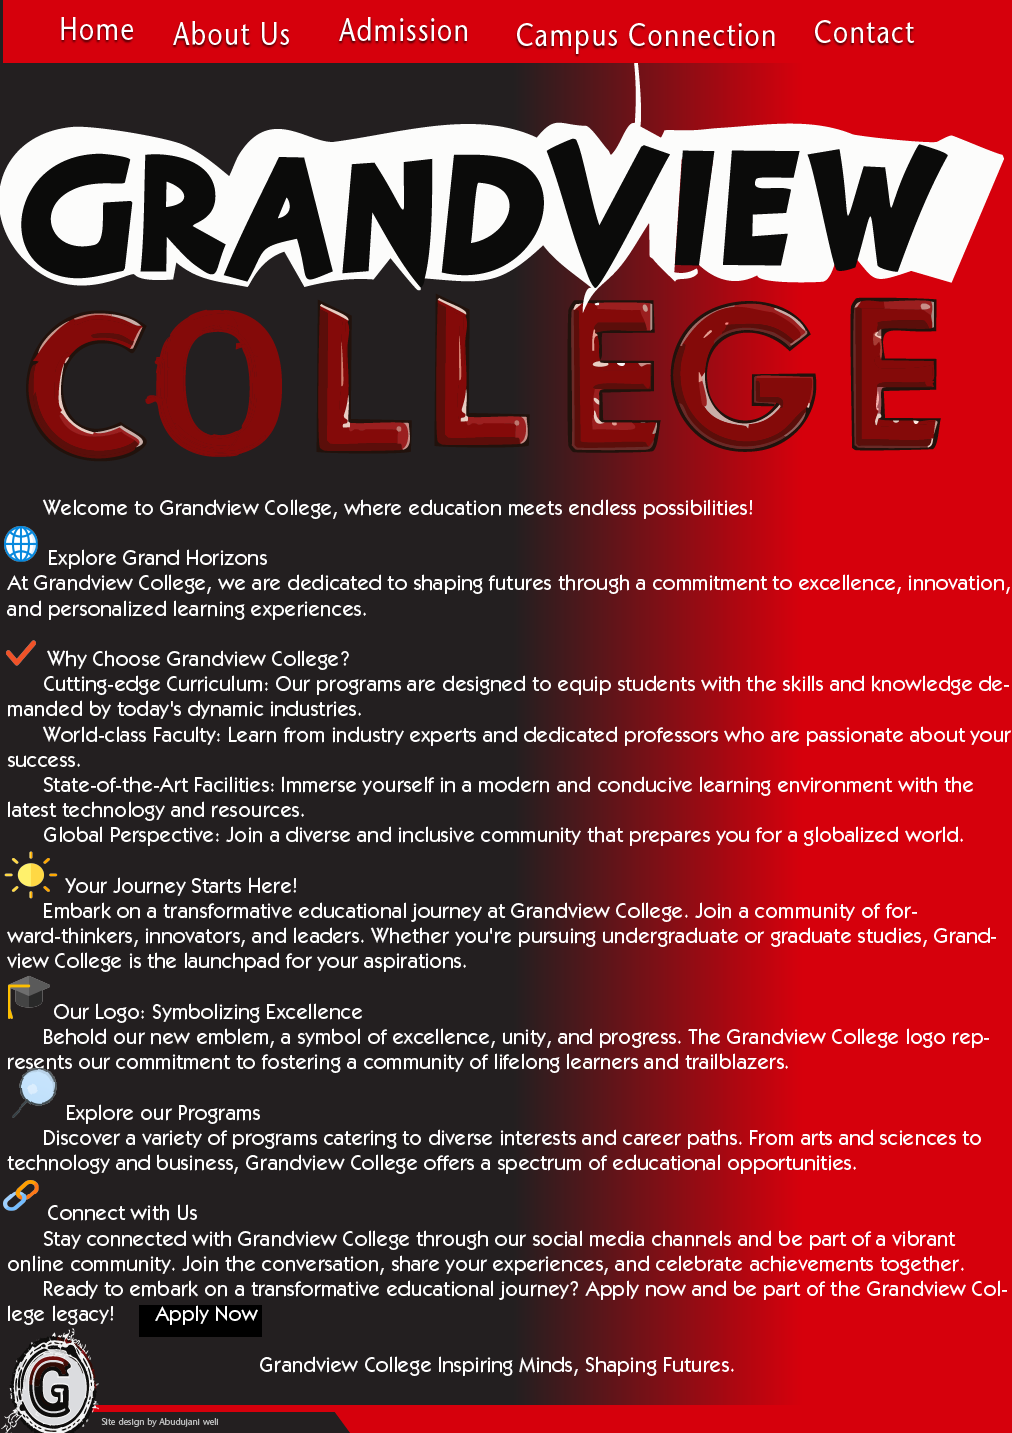 Home About Us Admission Campus Connection Contact
GRANDVIEW
COLLEGE
Welcome to Grandview College, where education meets endless possibilities!
Explore Grand Horizons
At Grandview College, we are dedicated to shaping futures through a commitment to excellence, innovation,
and personalized learning experiences.
Why Choose Grandview College?
Cutting-edge Curriculum: Our programs are designed to equip students with the skills and knowledge de-
manded by today's dynamic industries.
World-class Faculty: Learn from industry experts and dedicated professors who are passionate about your
success.
State-of-the-Art Facilities: Immerse yourself in a modern and conducive learning environment with the
latest technology and resources.
Global Perspective: Join a diverse and inclusive community that prepares you for a globalized world.
Your Journey Starts Here!
Embark on a transformative educational journey at Grandview College. Join a community of for-
ward-thinkers, innovators, and leaders. Whether you're pursuing undergraduate or graduate studies, Grand-
view College is the launchpad for your aspirations.
Our Logo: Symbolizing Excellence
Behold our new emblem, a symbol of excellence, unity, and progress. The Grandview College logo rep-
resents our commitment to fostering a community of lifelong learners and trailblazers.
Explore our Programs
Discover a variety of programs catering to diverse interests and career paths. From arts and sciences to
technology and business, Grandview College offers a spectrum of educational opportunities.
Connect with Us
Stay connected with Grandview College through our social media channels and be part of a vibrant
online community. Join the conversation, share your experiences, and celebrate achievements together.
Ready to embark on a transformative educational journey? Apply now and be part of the Grandview Col-
lege legacy! Apply Now
Grandview College Inspiring Minds, Shaping Futures.
G
Site design by Abudujani weli